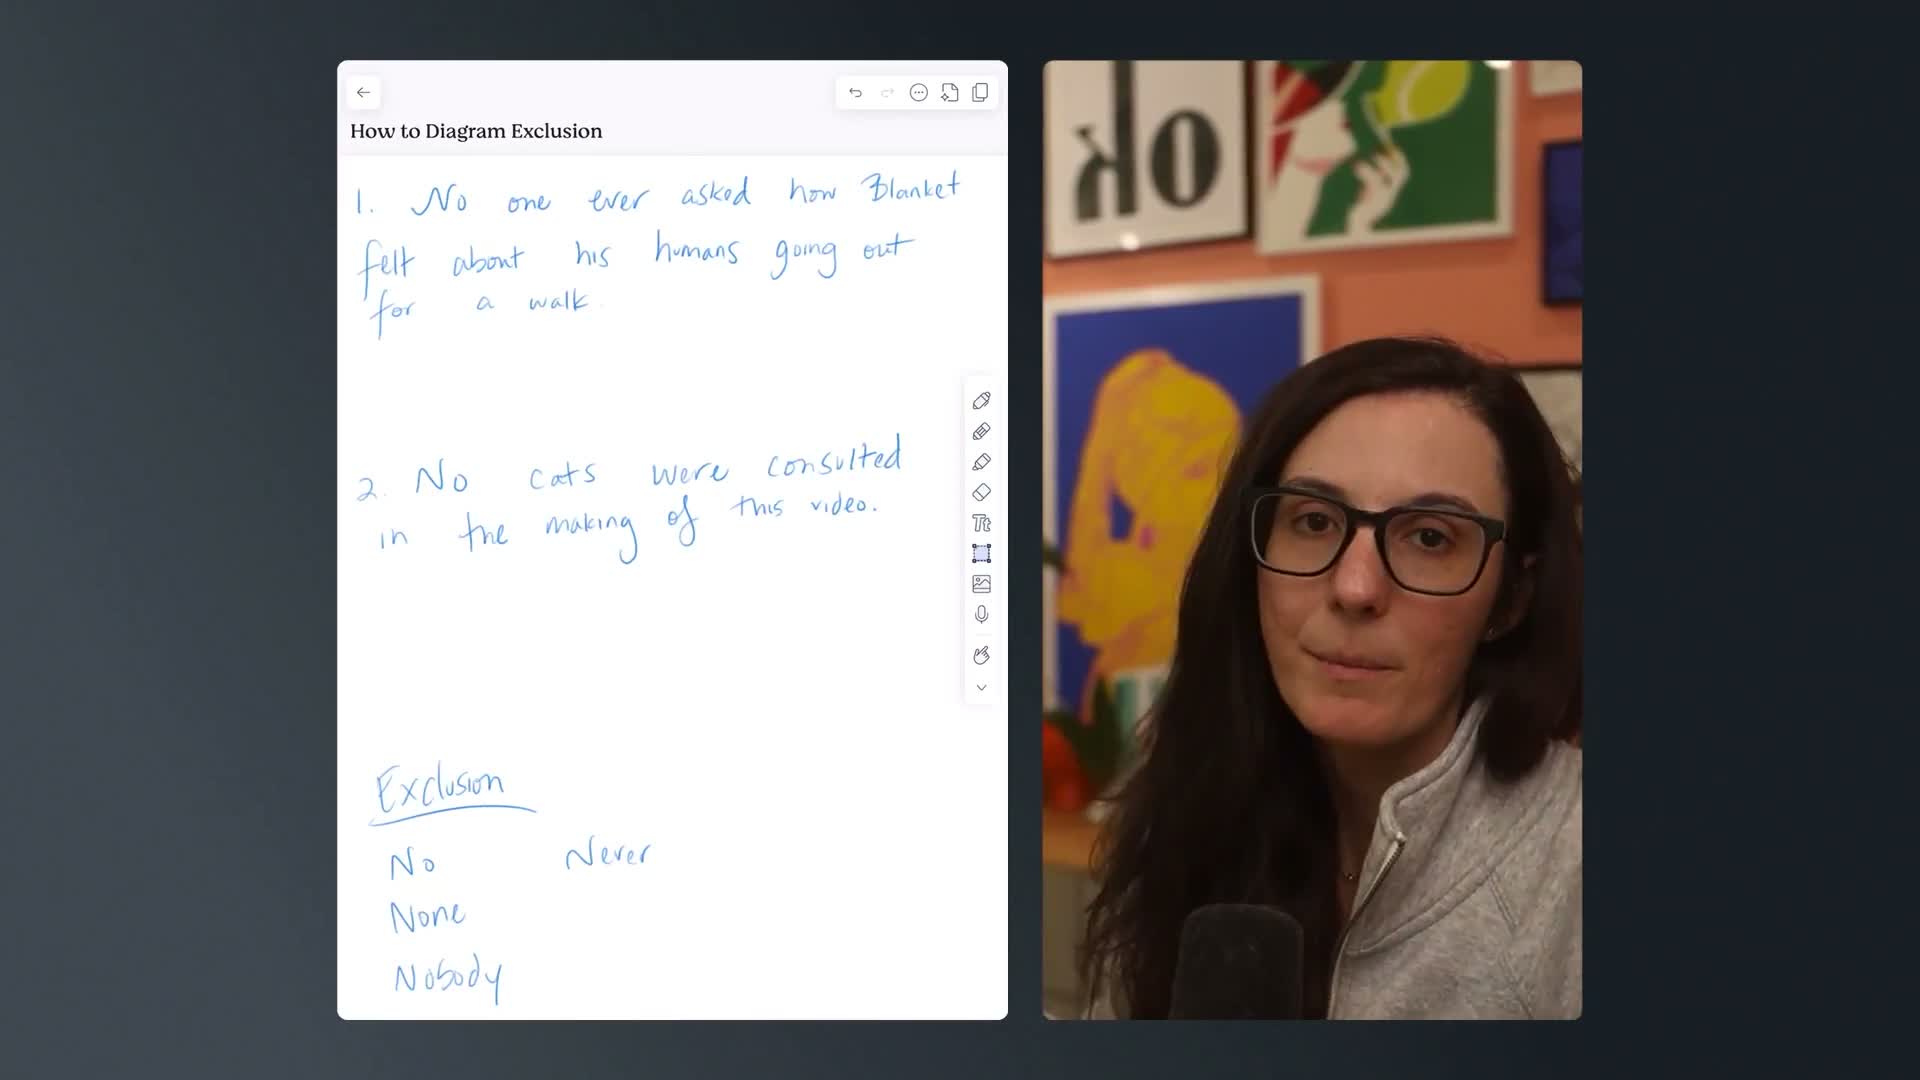 How to Diagram Exclusion
1. No one ever asked how Blanket
felt about his humans going out
for a walk.
2. No cats were consulted
in the making of this video.
Exclusion
No Never
None
Nobody
Tt
ok